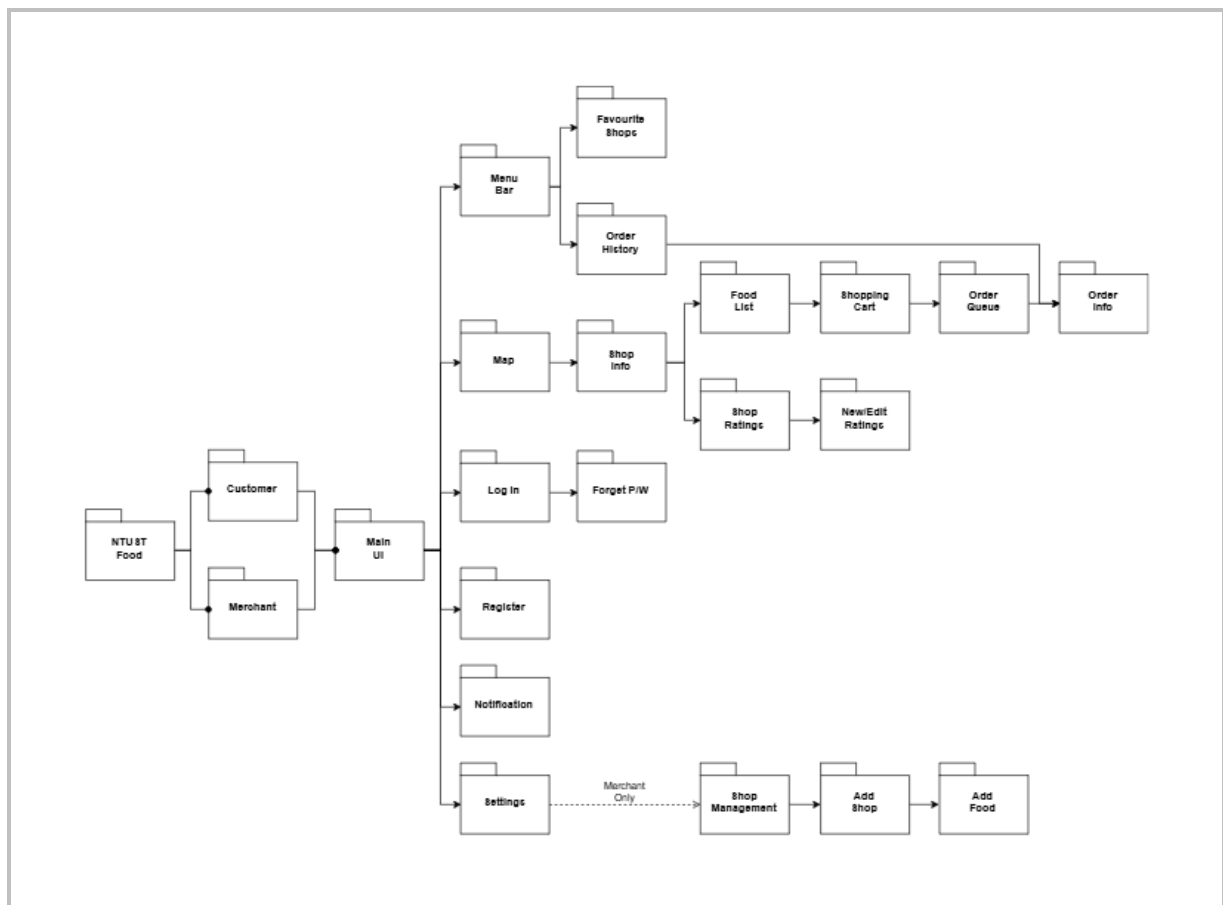 Favourite
Shops
Menu
Bar
Order
History
Food
List
Shopping
Cart
Order
Queue
Order
Info
Map
Shop
Info
Shop
Ratings
New/Edit
Ratings
Customer
Log In
Forget P/W
NTUST
Food
Main
UI
Merchant
Register
Notification
Settings
Merchant
Only
Shop
Management
Add
Shop
Add
Food